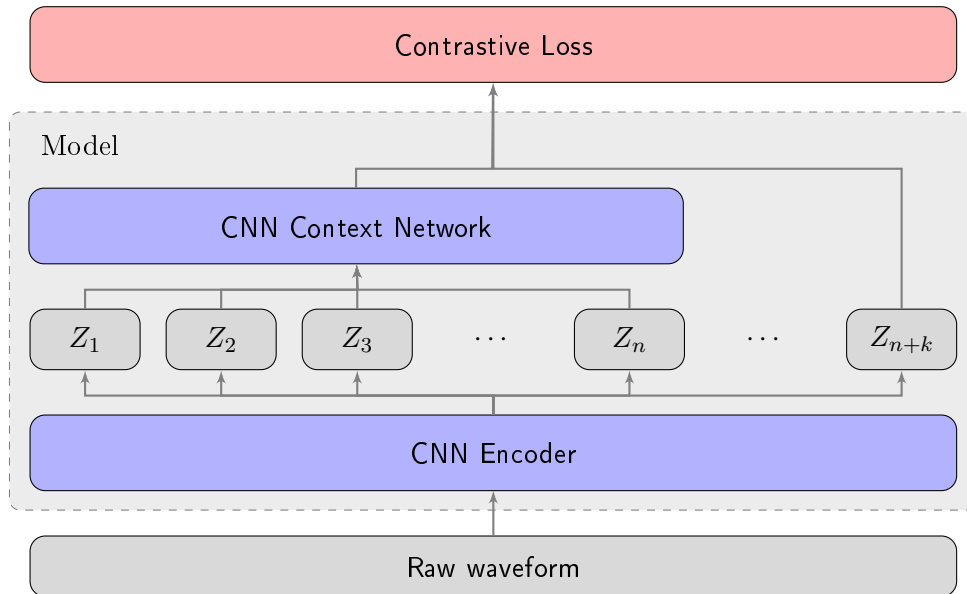 Contrastive Loss
Model
CNN Context Network
Z₁ Z₂ Z₃ ⋯ Zₙ ⋯ Zₙ₊ₖ
CNN Encoder
Raw waveform